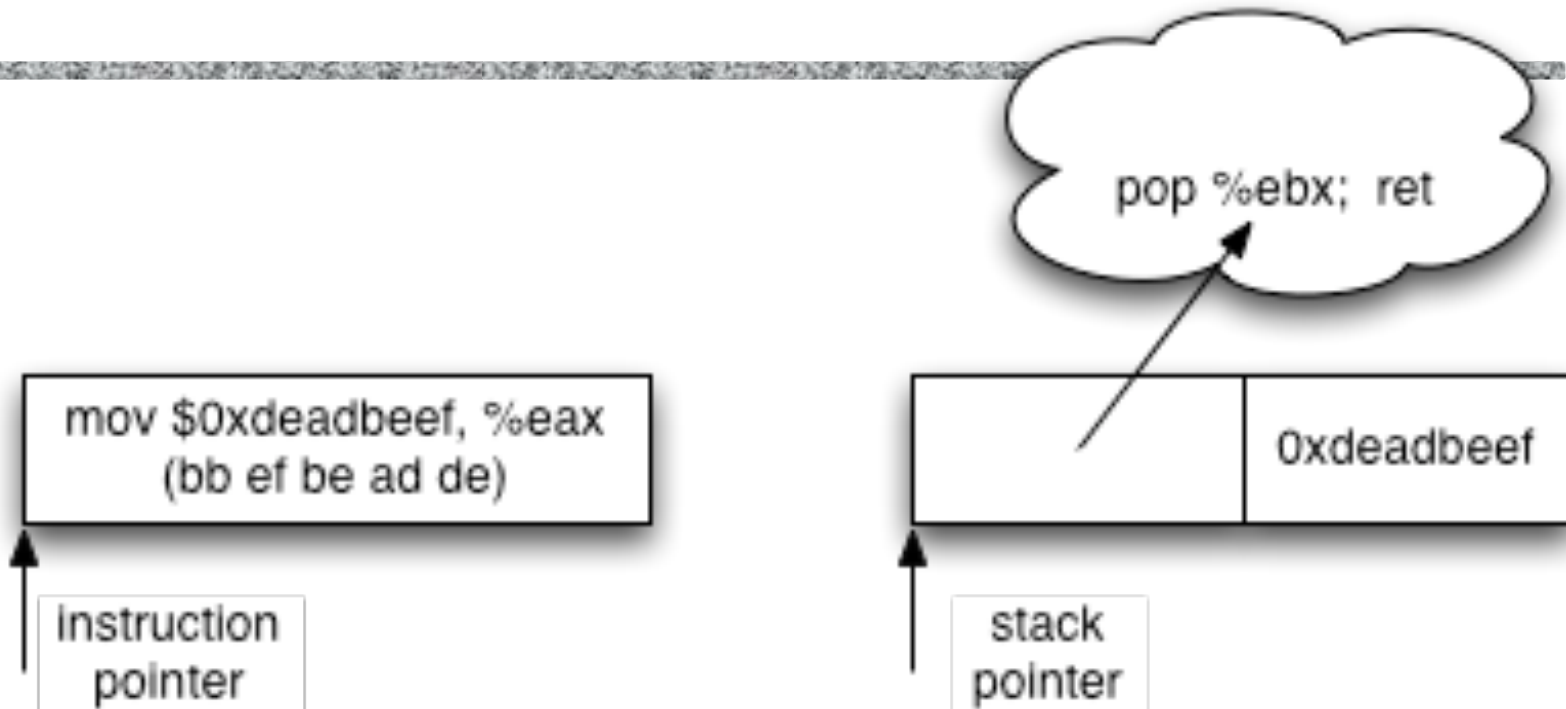 pop %ebx; ret
mov $0xdeadbeef, %eax
(bb ef be ad de)
0xdeadbeef
instruction
pointer
stack
pointer